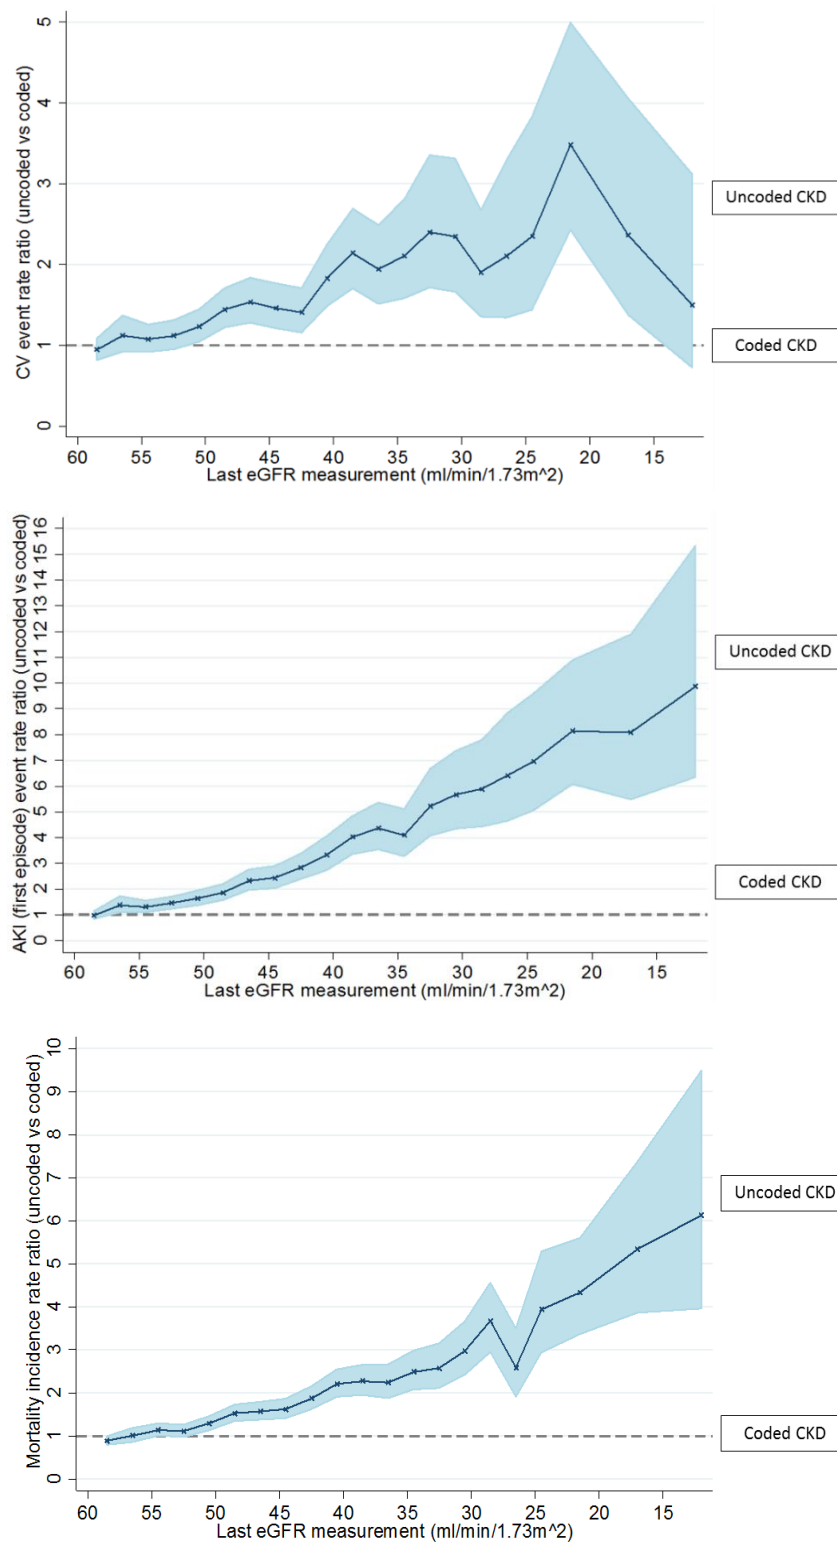 CV event rate ratio (uncoded vs coded)
5
4
3
2
1
0
60 55 50 45 40 35 30 25 20 15
Last eGFR measurement (ml/min/1.73m^2)
Uncoded CKD
Coded CKD
AKI (first episode) event rate ratio (uncoded vs coded)
16
15
14
13
12
11
10
9
8
7
6
5
4
3
2
1
0
60 55 50 45 40 35 30 25 20 15
Last eGFR measurement (ml/min/1.73m^2)
Uncoded CKD
Coded CKD
Mortality incidence rate ratio (uncoded vs coded)
10
9
8
7
6
5
4
3
2
1
0
60 55 50 45 40 35 30 25 20 15
Last eGFR measurement (ml/min/1.73m^2)
Uncoded CKD
Coded CKD